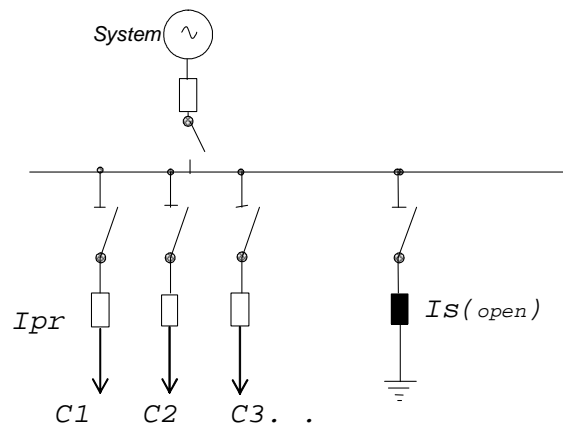 System
Ipr
Is(open)
C1 C2 C3. .